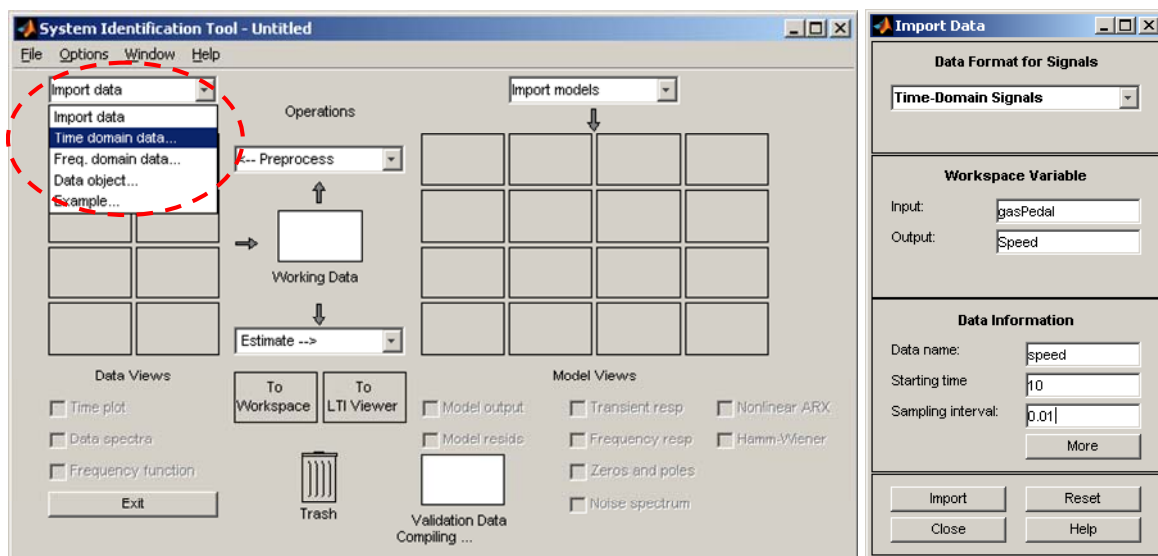 System Identification Tool - Untitled
File Options Window Help
Import data
Import data
Time domain data...
Freq. domain data...
Data object...
Example...
Operations
<-- Preprocess
Working Data
Estimate -->
Import models
Data Views
Time plot
Data spectra
Frequency function
Exit
To Workspace
To LTI Viewer
Trash
Model Views
Model output
Transient resp
Nonlinear ARX
Model resids
Frequency resp
Hamm-Wiener
Zeros and poles
Noise spectrum
Validation Data
Compiling ...
Import Data
Data Format for Signals
Time-Domain Signals
Workspace Variable
Input: gasPedal
Output: Speed
Data Information
Data name: speed
Starting time 10
Sampling interval: 0.01
More
Import Reset
Close Help